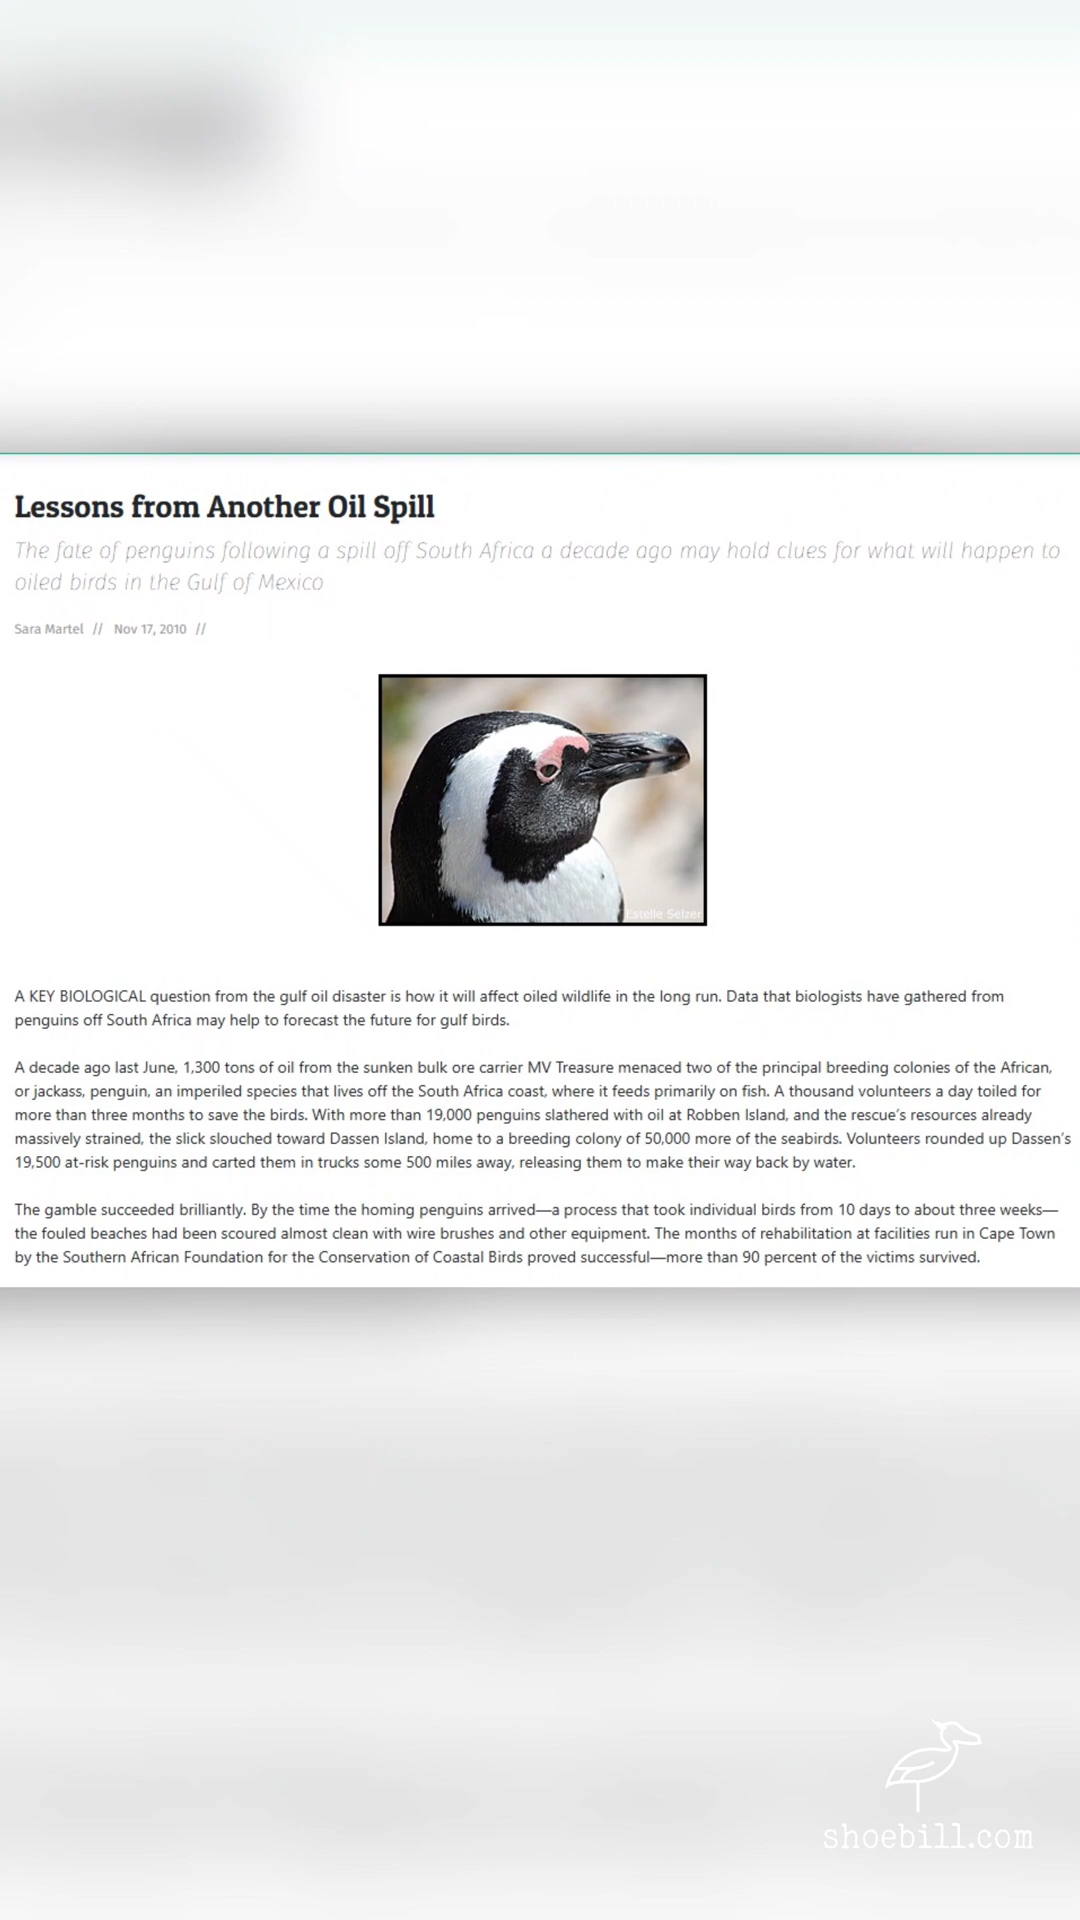 Lessons from Another Oil Spill
The fate of penguins following a spill off South Africa a decade ago may hold clues for what will happen to
oiled birds in the Gulf of Mexico
Sara Martel // Nov 17, 2010 //
Estelle Selzer
A KEY BIOLOGICAL question from the gulf oil disaster is how it will affect oiled wildlife in the long run. Data that biologists have gathered from
penguins off South Africa may help to forecast the future for gulf birds.
A decade ago last June, 1,300 tons of oil from the sunken bulk ore carrier MV Treasure menaced two of the principal breeding colonies of the African,
or jackass, penguin, an imperiled species that lives off the South Africa coast, where it feeds primarily on fish. A thousand volunteers a day toiled for
more than three months to save the birds. With more than 19,000 penguins slathered with oil at Robben Island, and the rescue's resources already
massively strained, the slick slouched toward Dassen Island, home to a breeding colony of 50,000 more of the seabirds. Volunteers rounded up Dassen's
19,500 at-risk penguins and carted them in trucks some 500 miles away, releasing them to make their way back by water.
The gamble succeeded brilliantly. By the time the homing penguins arrived—a process that took individual birds from 10 days to about three weeks—
the fouled beaches had been scoured almost clean with wire brushes and other equipment. The months of rehabilitation at facilities run in Cape Town
by the Southern African Foundation for the Conservation of Coastal Birds proved successful—more than 90 percent of the victims survived.
shoebill.com